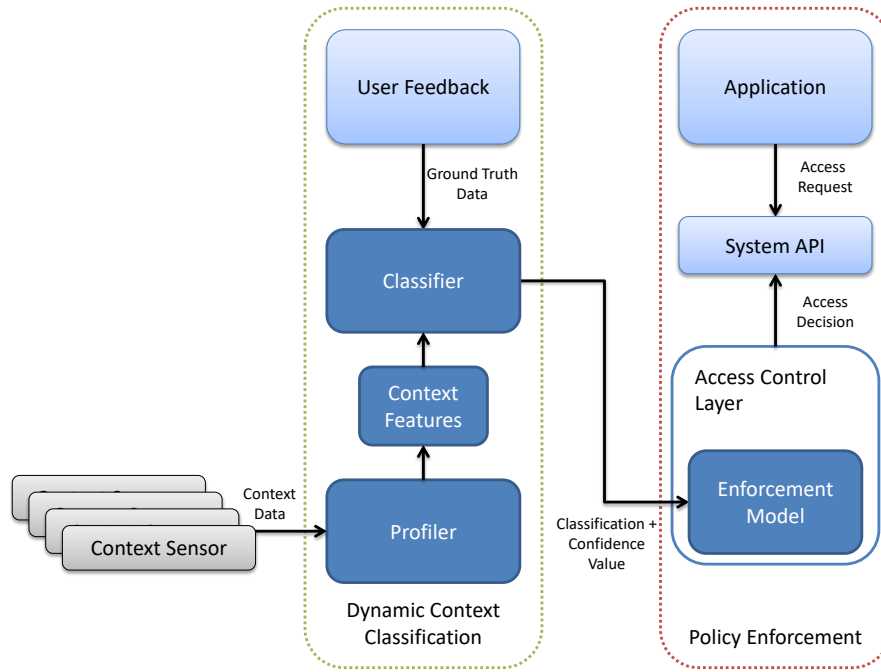 User Feedback
Ground Truth
Data
Classifier
Context
Features
Context
Data
Context Sensor
Profiler
Dynamic Context
Classification
Classification +
Confidence
Value
Application
Access
Request
System API
Access
Decision
Access Control
Layer
Enforcement
Model
Policy Enforcement